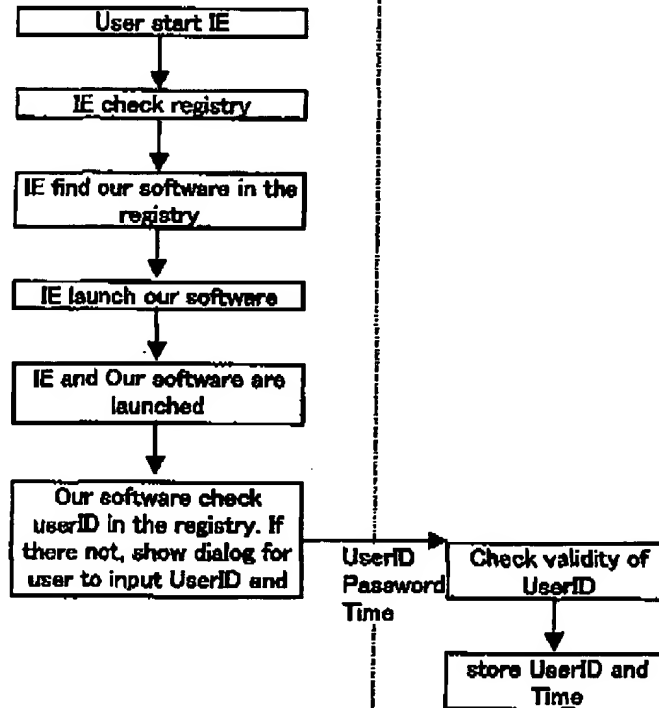 User start IE
IE check registry
IE find our software in the
registry
IE launch our software
IE and Our software are
launched
Our software check
userID in the registry. If
there not, show dialog for
user to input UserID and
UserID
Password
Time
Check validity of
UserID
store UserID and
Time